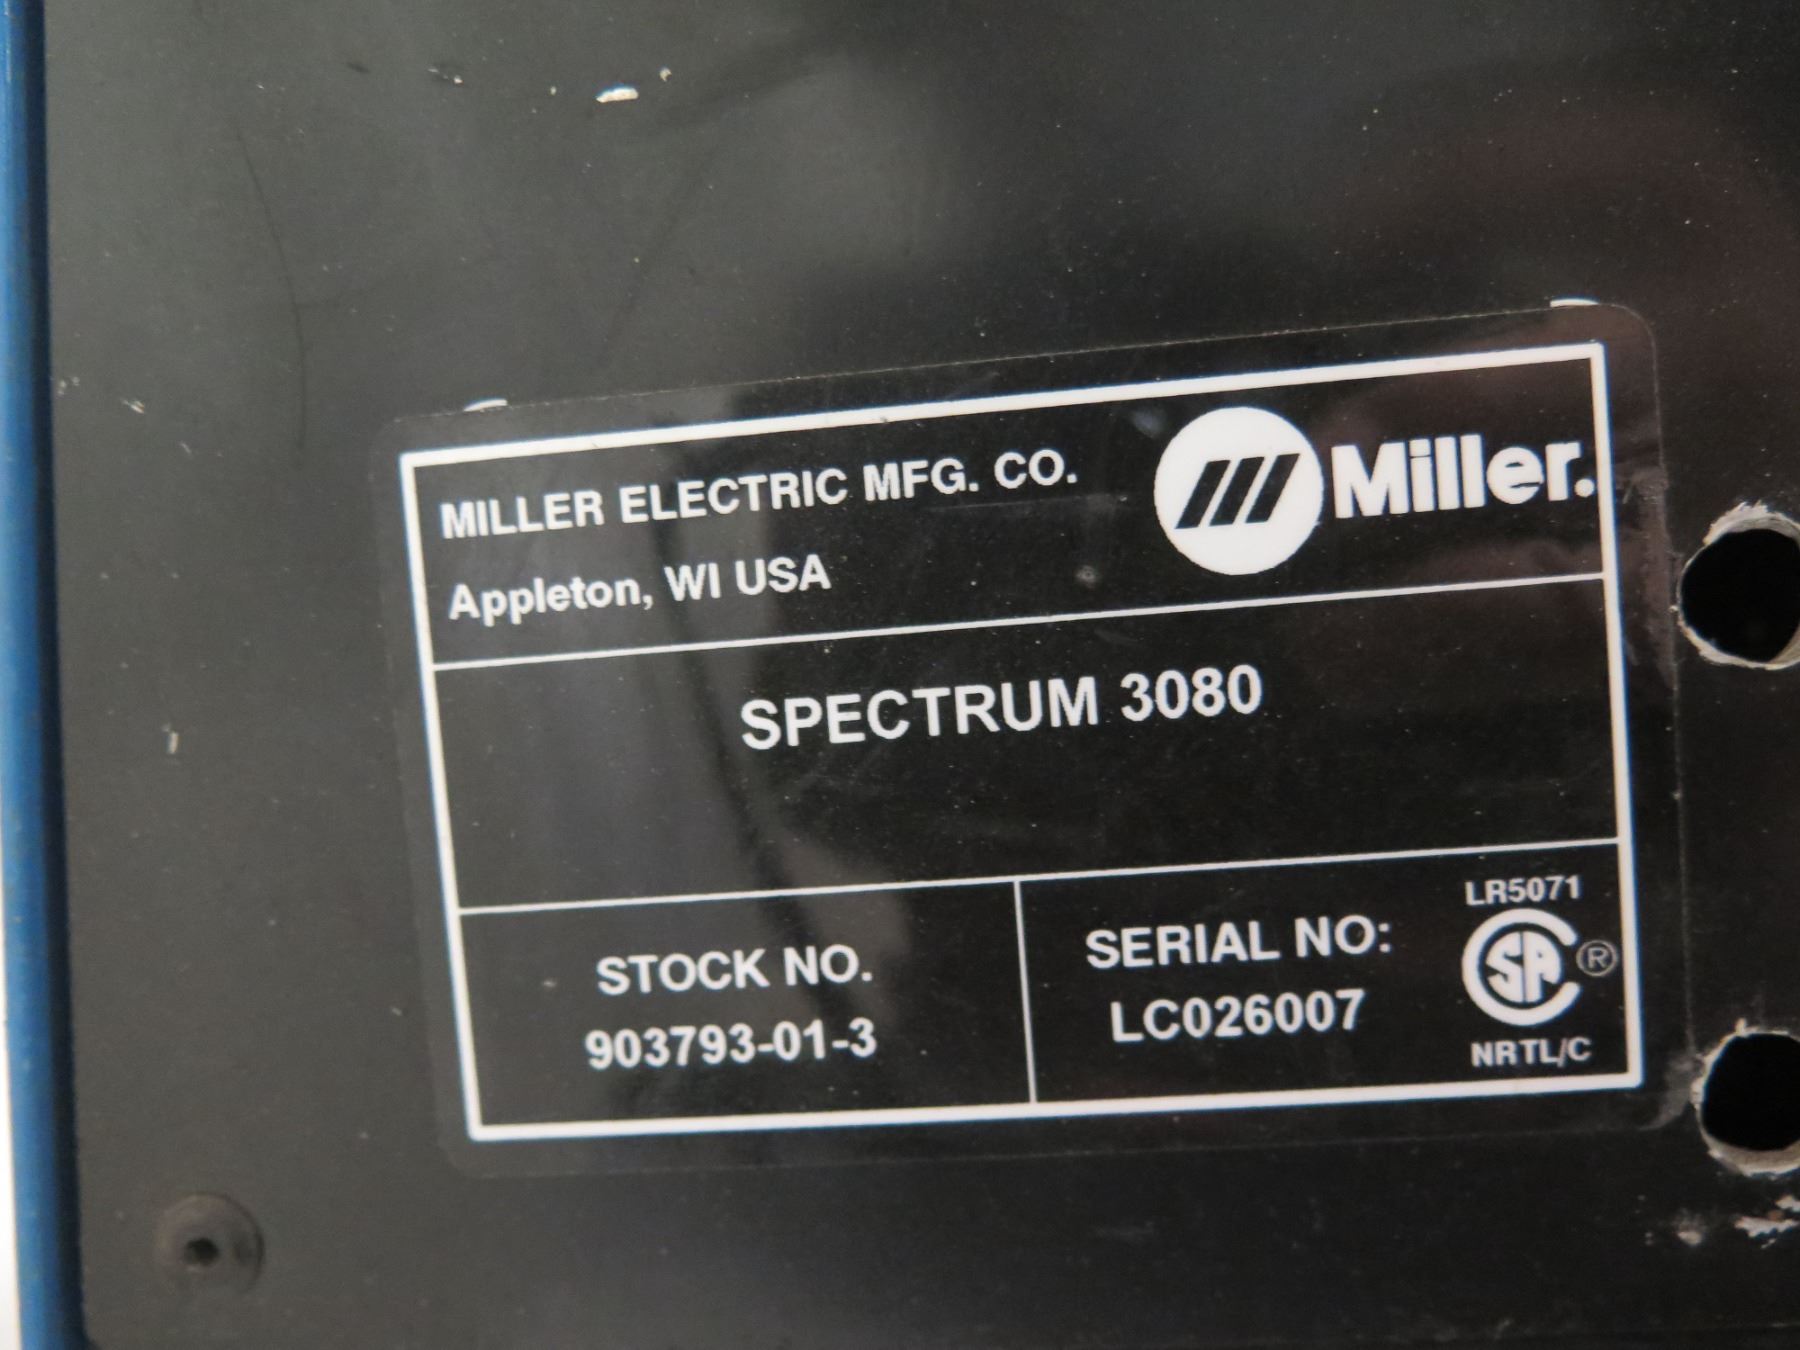 MILLER ELECTRIC MFG. CO.
Miller.
Appleton, WI USA
SPECTRUM 3080
STOCK NO.
903793-01-3
SERIAL NO:
LC026007
LR5071
SA ®
NRTL/C